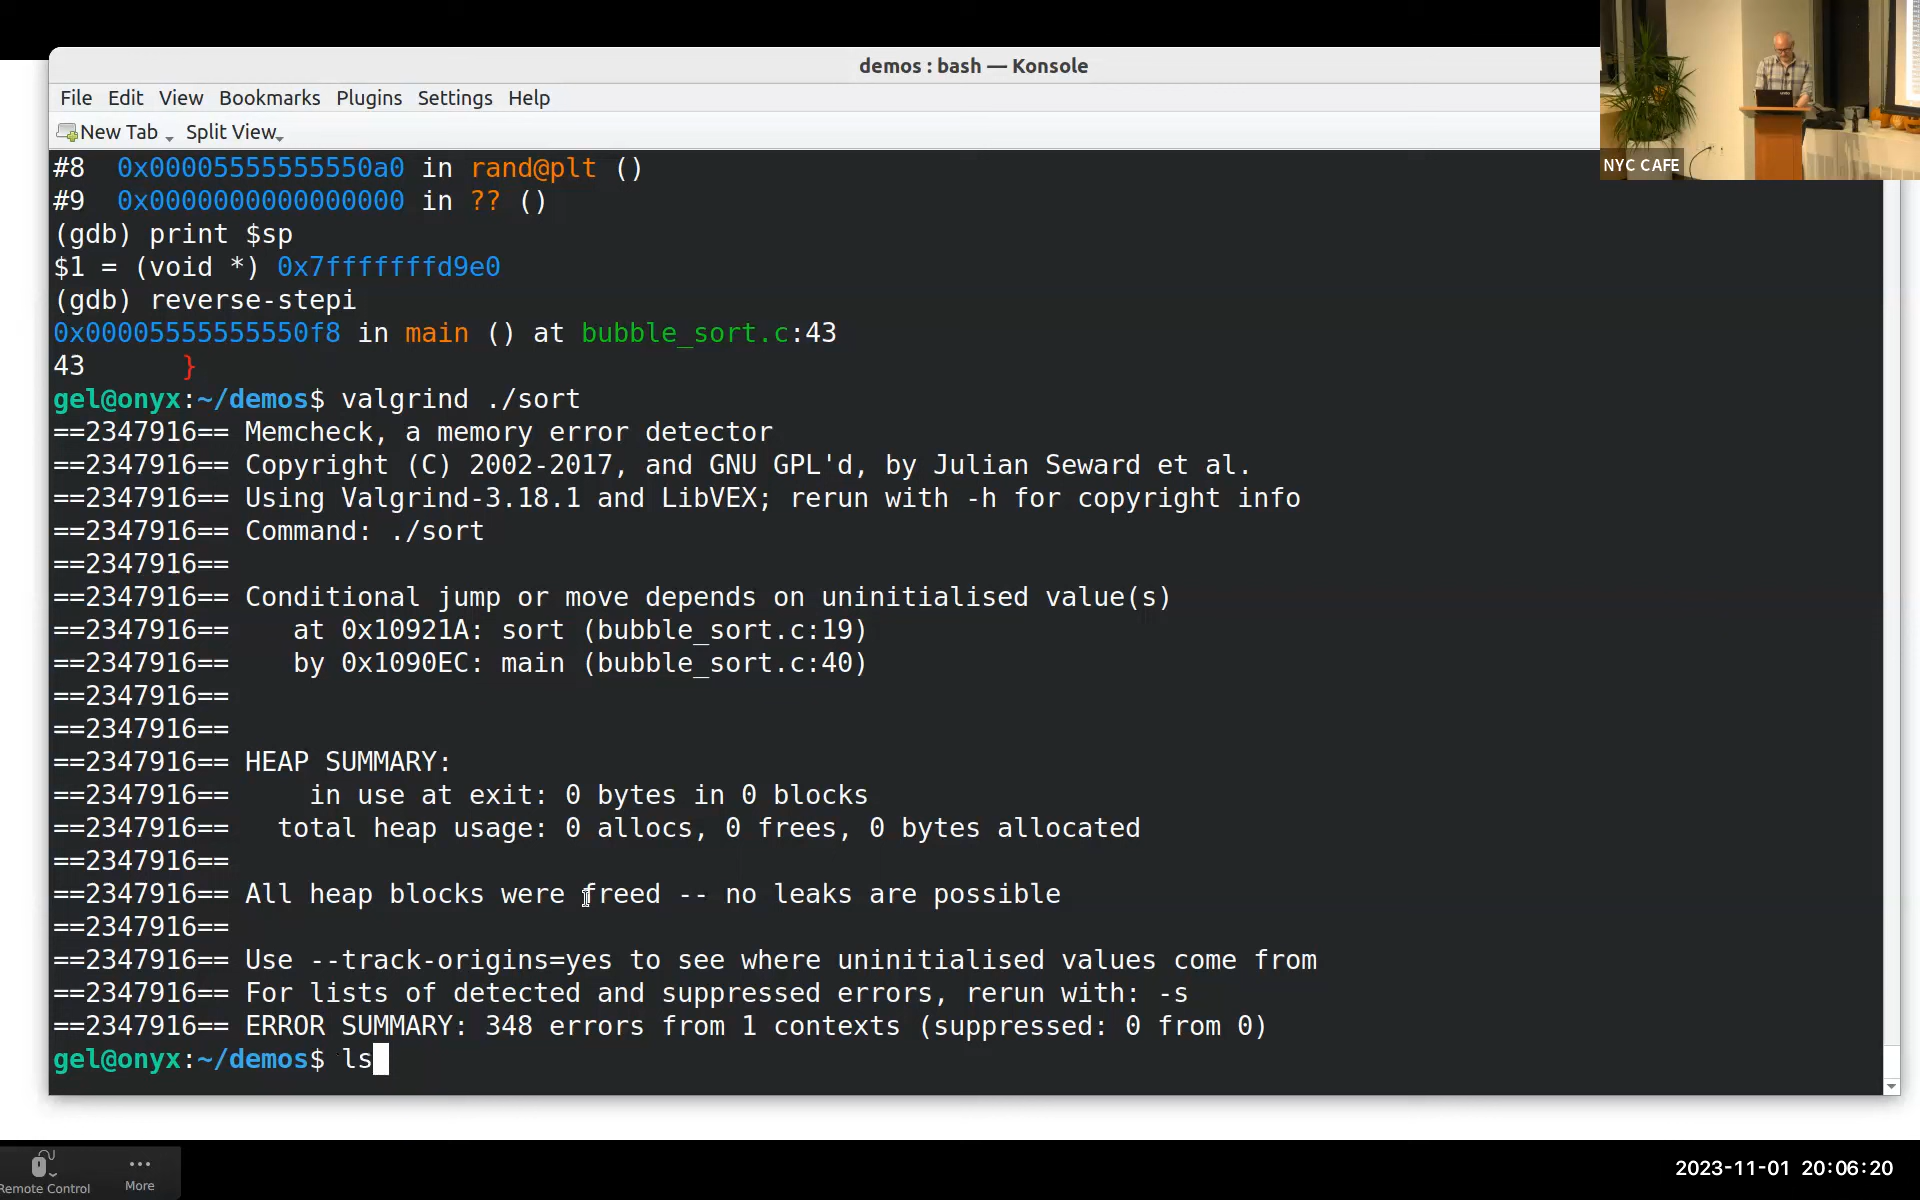 demos : bash — Konsole
File Edit View Bookmarks Plugins Settings Help
New Tab Split View
NYC CAFE
#8  0x00005555555550a0 in rand@plt ()
#9  0x0000000000000000 in ?? ()
(gdb) print $sp
$1 = (void *) 0x7fffffffd9e0
(gdb) reverse-stepi
0x00005555555550f8 in main () at bubble_sort.c:43
43      }
gel@onyx:~/demos$ valgrind ./sort
==2347916== Memcheck, a memory error detector
==2347916== Copyright (C) 2002-2017, and GNU GPL'd, by Julian Seward et al.
==2347916== Using Valgrind-3.18.1 and LibVEX; rerun with -h for copyright info
==2347916== Command: ./sort
==2347916==
==2347916== Conditional jump or move depends on uninitialised value(s)
==2347916==    at 0x10921A: sort (bubble_sort.c:19)
==2347916==    by 0x1090EC: main (bubble_sort.c:40)
==2347916==
==2347916==
==2347916== HEAP SUMMARY:
==2347916==     in use at exit: 0 bytes in 0 blocks
==2347916==   total heap usage: 0 allocs, 0 frees, 0 bytes allocated
==2347916==
==2347916== All heap blocks were freed -- no leaks are possible
==2347916==
==2347916== Use --track-origins=yes to see where uninitialised values come from
==2347916== For lists of detected and suppressed errors, rerun with: -s
==2347916== ERROR SUMMARY: 348 errors from 1 contexts (suppressed: 0 from 0)
gel@onyx:~/demos$ ls
Remote Control More
2023-11-01 20:06:20